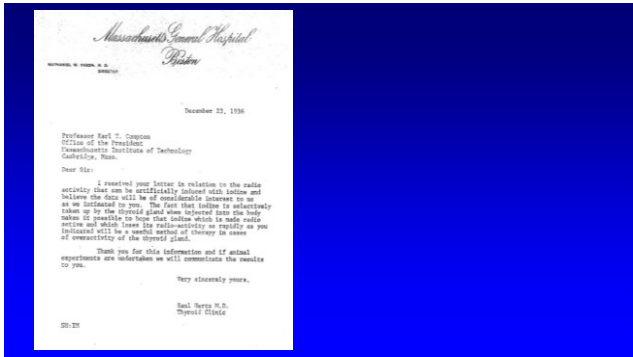 Massachusetts General Hospital
Boston
DIRECTOR
December 23, 1936
Professor Karl T. Compton
Office of the President
Massachusetts Institute of Technology
Cambridge, Mass.
Dear Sir:
I received your letter in relation to the radio
activity that can be artificially induced with iodine and
believe the data will be of considerable interest to us
as we intimated to you. The fact that iodine is selectively
taken up by the thyroid gland when injected into the body
makes it possible to hope that iodine which is made radio
active and which loses its radio-activity so rapidly as you
indicated will be a useful method of therapy in cases
of overactivity of the thyroid gland.
Thank you for this information and if animal
experiments are undertaken we will communicate the results
to you.
Very sincerely yours,
Saul Hertz M.D.
Thyroid Clinic
SH:IM